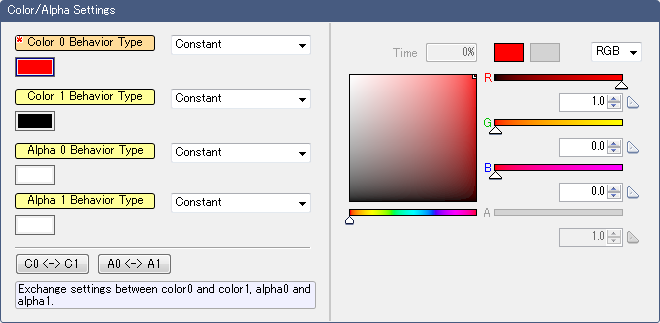 Color/Alpha Settings
* Color 0 Behavior Type
Constant
Color 1 Behavior Type
Constant
Alpha 0 Behavior Type
Constant
Alpha 1 Behavior Type
Constant
C0 <-> C1
A0 <-> A1
Exchange settings between color0 and color1, alpha0 and
alpha1.
Time
0%
RGB
R
1.0
G
0.0
B
0.0
A
1.0